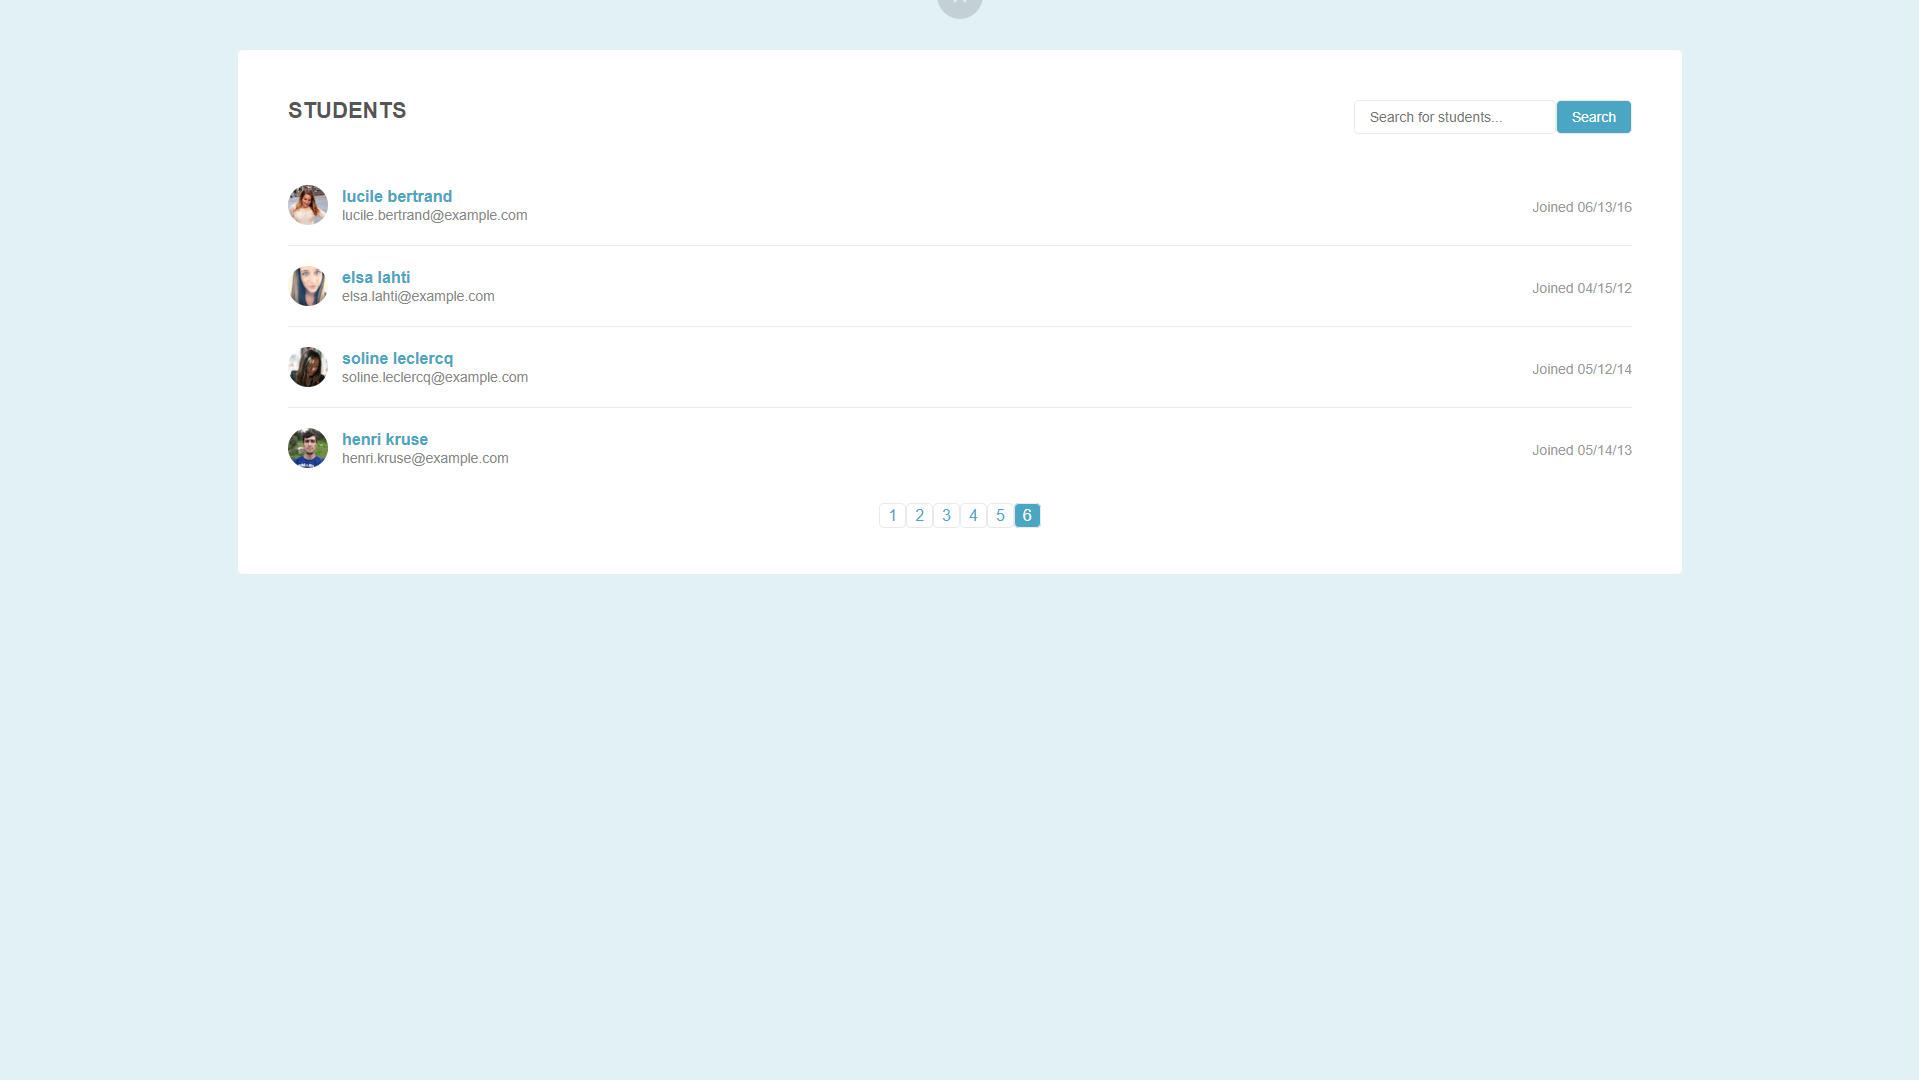 STUDENTS
Search for students...
Search
lucile bertrand
lucile.bertrand@example.com
Joined 06/13/16
elsa lahti
elsa.lahti@example.com
Joined 04/15/12
soline leclercq
soline.leclercq@example.com
Joined 05/12/14
henri kruse
henri.kruse@example.com
Joined 05/14/13
1 2 3 4 5 6